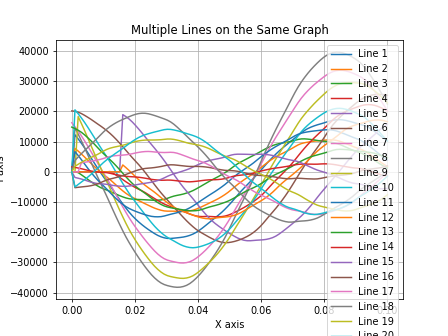 Multiple Lines on the Same Graph
40000
30000
20000
10000
0
−10000
−20000
−30000
−40000
0.00 0.02 0.04 0.06
X axis
Line 1
Line 2
Line 3
Line 4
Line 5
Line 6
Line 7
Line 8
Line 9
Line 10
Line 11
Line 12
Line 13
Line 14
Line 15
Line 16
Line 17
Line 18
Line 19